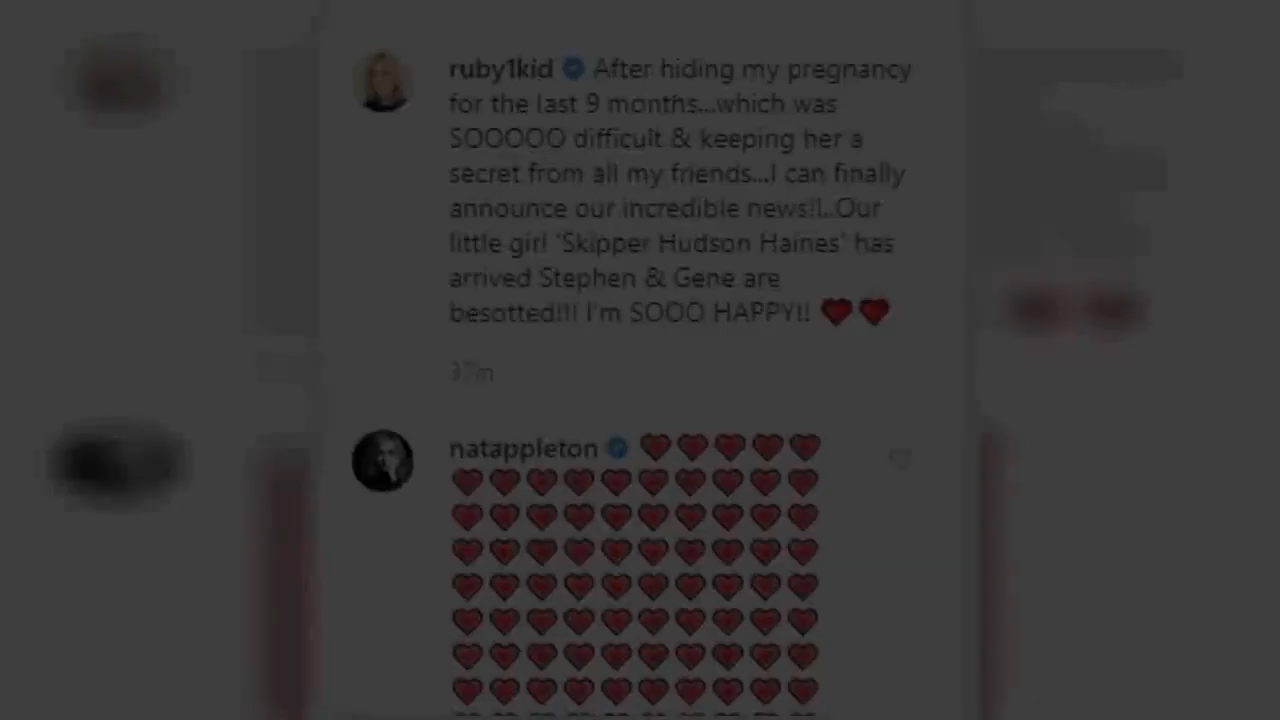 ruby1kid After hiding my pregnancy
for the last 9 months...which was
SOOOOO difficult & keeping her a
secret from all my friends...I can finally
announce our incredible news!!..Our
little girl 'Skipper Hudson Haines' has
arrived Stephen & Gene are
besotted!!! I'm SOOO HAPPY!! ❤️❤️
37m
natappleton ❤️❤️❤️❤️❤️
❤️❤️❤️❤️❤️❤️❤️❤️❤️❤️
❤️❤️❤️❤️❤️❤️❤️❤️❤️❤️
❤️❤️❤️❤️❤️❤️❤️❤️❤️❤️
❤️❤️❤️❤️❤️❤️❤️❤️❤️❤️
❤️❤️❤️❤️❤️❤️❤️❤️❤️❤️
❤️❤️❤️❤️❤️❤️❤️❤️❤️❤️
❤️❤️❤️❤️❤️❤️❤️❤️❤️❤️